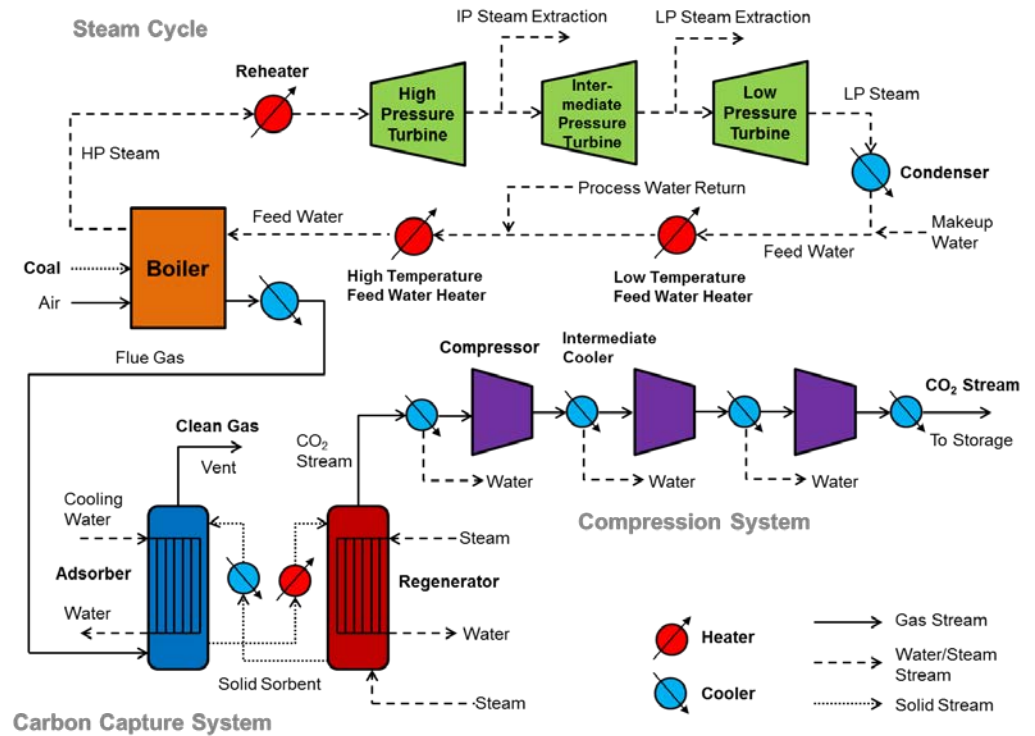 Steam Cycle
IP Steam Extraction
LP Steam Extraction
Reheater
High
Pressure
Turbine
Inter-
mediate
Pressure
Turbine
Low
Pressure
Turbine
LP Steam
HP Steam
Condenser
Process Water Return
Makeup
Water
Feed Water
Feed Water
High Temperature
Feed Water Heater
Low Temperature
Feed Water Heater
Coal
Air
Boiler
Flue Gas
Compressor
Intermediate
Cooler
CO2 Stream
To Storage
Clean Gas
Vent
CO2
Stream
Water
Water
Water
Compression System
Cooling
Water
Adsorber
Water
Steam
Regenerator
Water
Solid Sorbent
Steam
Heater
Cooler
Gas Stream
Water/Steam
Stream
Solid Stream
Carbon Capture System